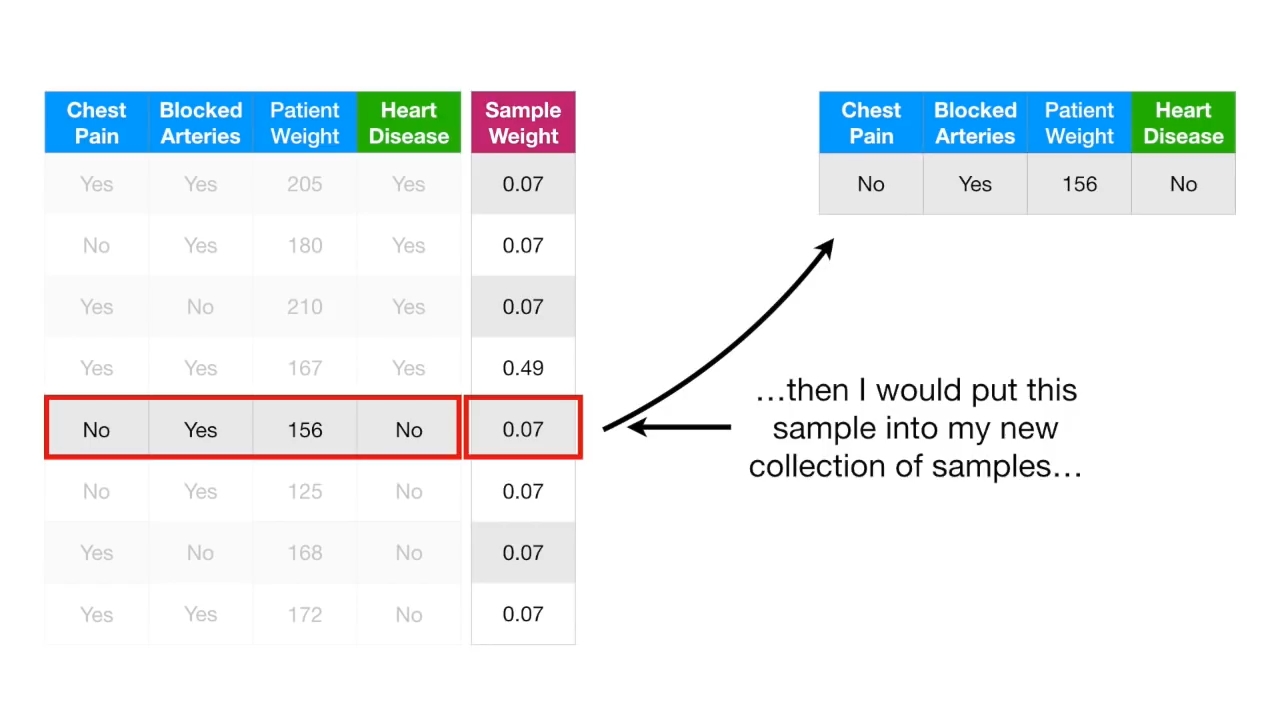 Chest Pain Blocked Arteries Patient Weight Heart Disease Sample Weight
Yes Yes 205 Yes 0.07
No Yes 180 Yes 0.07
Yes No 210 Yes 0.07
Yes Yes 167 Yes 0.49
No Yes 156 No 0.07
No Yes 125 No 0.07
Yes No 168 No 0.07
Yes Yes 172 No 0.07
Chest Pain Blocked Arteries Patient Weight Heart Disease
No Yes 156 No
…then I would put this
sample into my new
collection of samples…